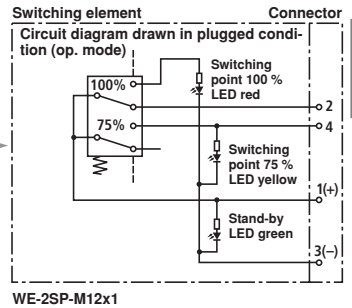 Switching element
Connector
Circuit diagram drawn in plugged condi-
tion (op. mode)
Switching
point 100 %
LED red
100%
2
75%
4
Switching
point 75 %
LED yellow
1(+)
Stand-by
LED green
3(–)
WE-2SP-M12x1